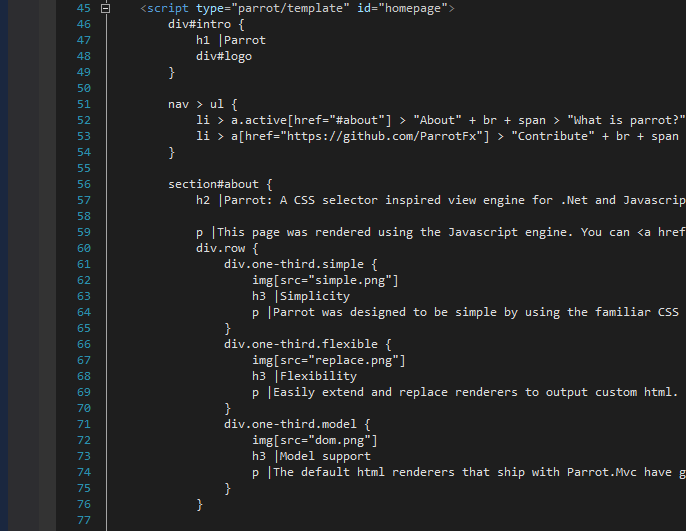 45 <script type="parrot/template" id="homepage">
46 div#intro {
47 h1 |Parrot
48 div#logo
49 }
50
51 nav > ul {
52 li > a.active[href="#about"] > "About" + br + span > "What is parrot?"
53 li > a[href="https://github.com/ParrotFx"] > "Contribute" + br + span
54 }
55
56 section#about {
57 h2 |Parrot: A CSS selector inspired view engine for .Net and Javascrip
58
59 p |This page was rendered using the Javascript engine. You can <a href
60 div.row {
61 div.one-third.simple {
62 img[src="simple.png"]
63 h3 |Simplicity
64 p |Parrot was designed to be simple by using the familiar CSS
65 }
66 div.one-third.flexible {
67 img[src="replace.png"]
68 h3 |Flexibility
69 p |Easily extend and replace renderers to output custom html.
70 }
71 div.one-third.model {
72 img[src="dom.png"]
73 h3 |Model support
74 p |The default html renderers that ship with Parrot.Mvc have g
75 }
76 }
77